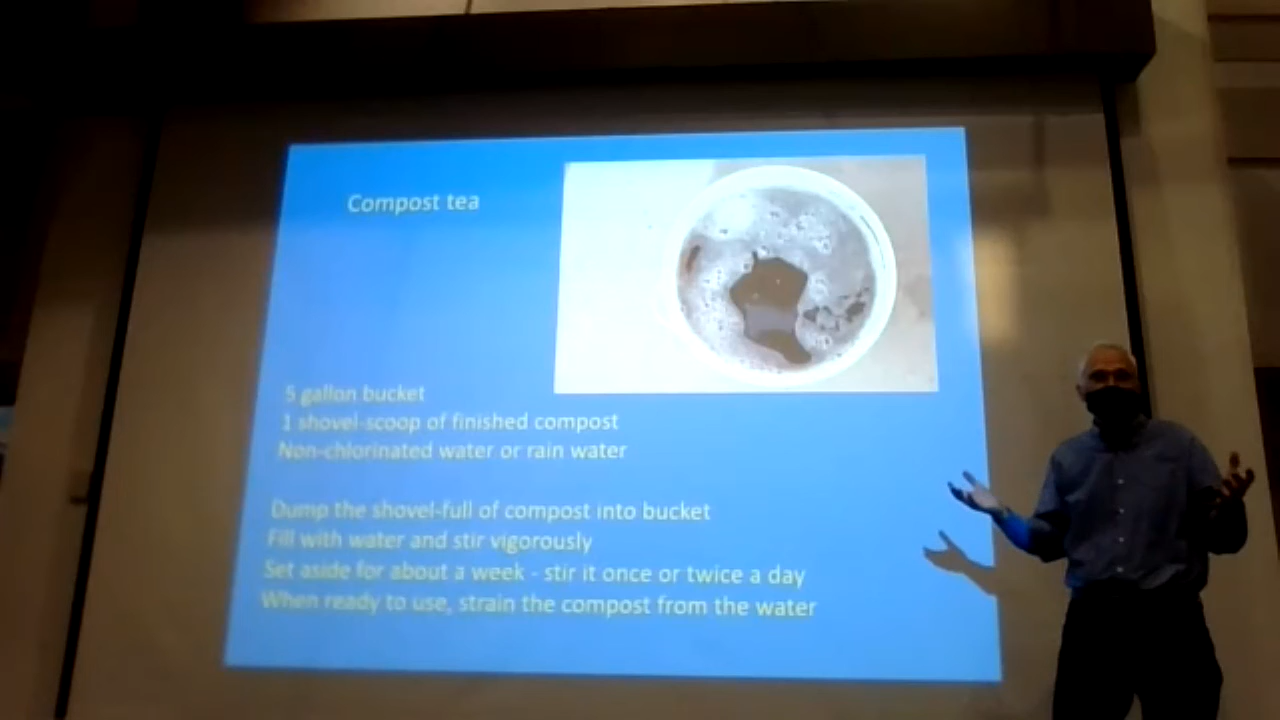 Compost tea
5 gallon bucket
1 shovel-scoop of finished compost
Non-chlorinated water or rain water
Dump the shovel-full of compost into bucket
Fill with water and stir vigorously
Set aside for about a week - stir it once or twice a day
When ready to use, strain the compost from the water